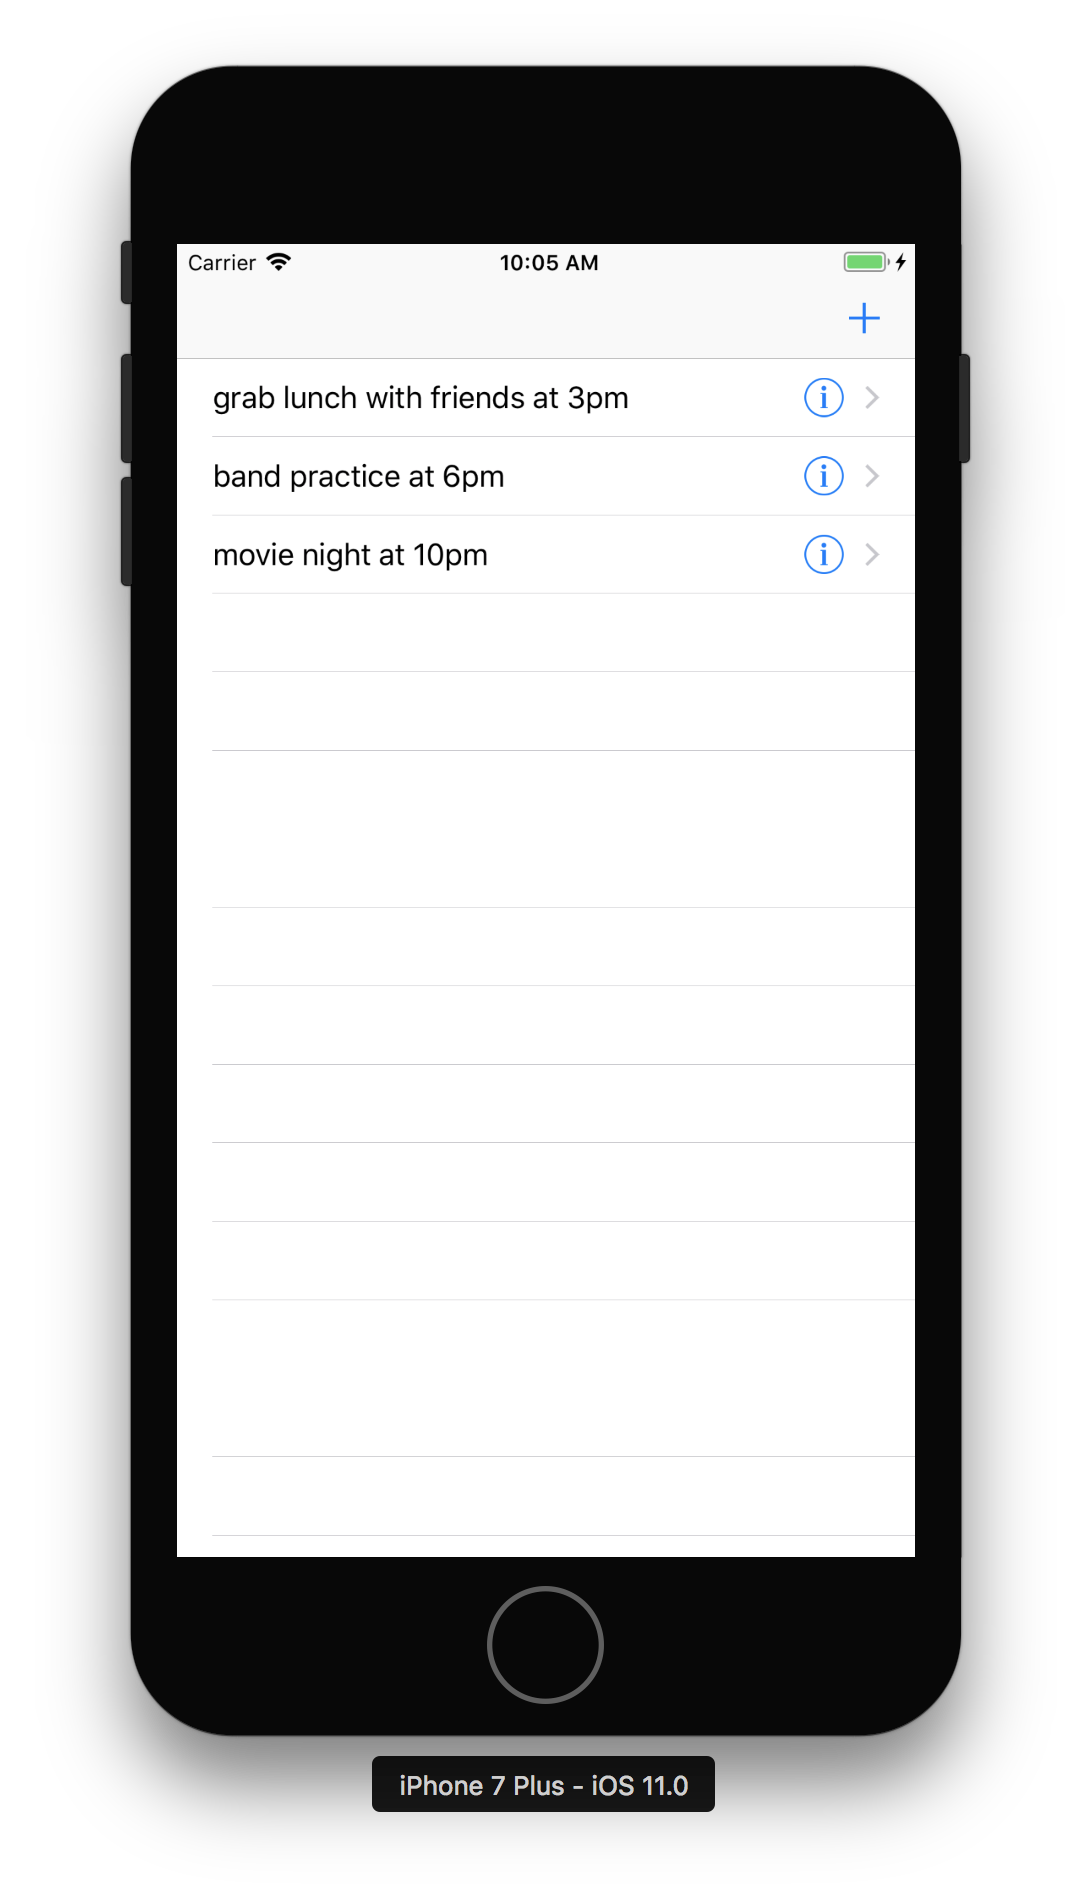 Carrier 10:05 AM
grab lunch with friends at 3pm
band practice at 6pm
movie night at 10pm
iPhone 7 Plus - iOS 11.0